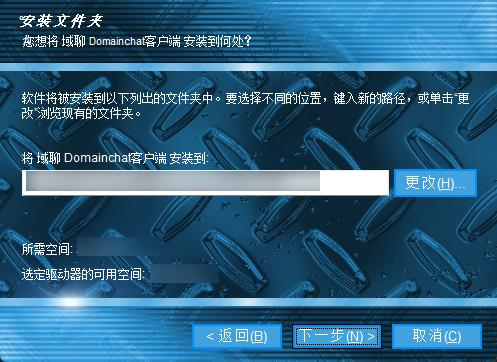 安装文件夹
您想将 域聊 Domainchat客户端 安装到何处？
软件将被安装到以下列出的文件夹中。要选择不同的位置，键入新的路径，或单击“更
改”浏览现有的文件夹。
将 域聊 Domainchat客户端 安装到:
更改(H)...
所需空间:
选定驱动器的可用空间:
< 返回(B)
下一步(N) >
取消(C)